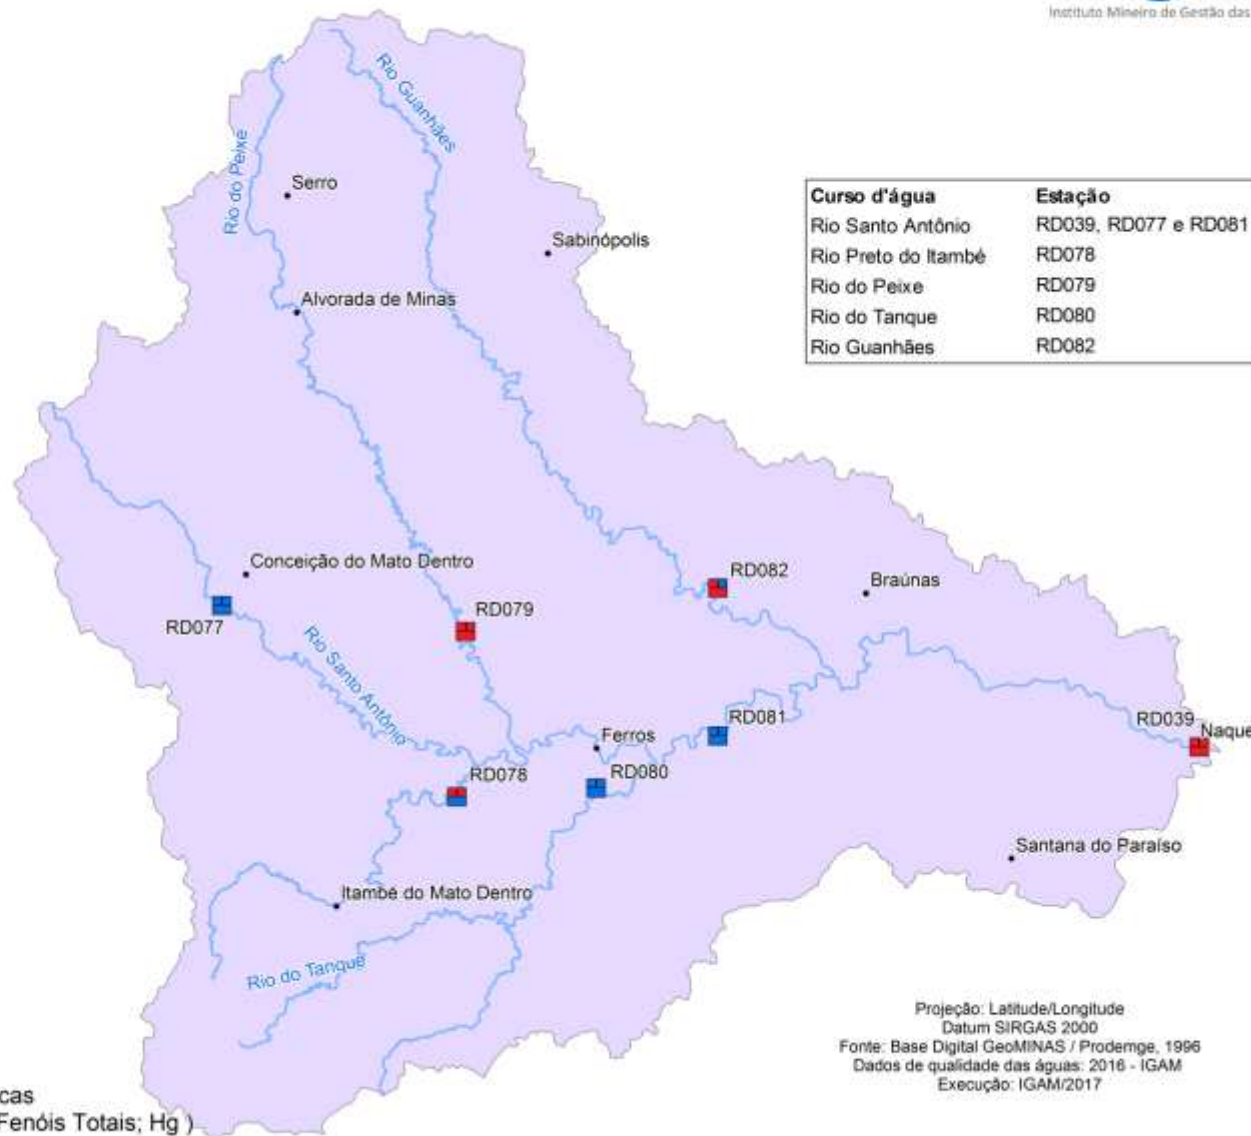 Instituto Mineiro de Gestão das
Rio Guanhães
Rio do Peixe
Serro
Sabinópolis
Alvorada de Minas
Curso d'água Estação
Rio Santo Antônio RD039, RD077 e RD081
Rio Preto do Itambé RD078
Rio do Peixe RD079
Rio do Tanque RD080
Rio Guanhães RD082
Conceição do Mato Dentro
RD077
RD079
RD082
Braúnas
Rio Santo Antônio
RD081
RD039
Naque
Ferros
RD078
RD080
Santana do Paraíso
Itambé do Mato Dentro
Rio do Tanque
Projeção: Latitude/Longitude
Datum SIRGAS 2000
Fonte: Base Digital GeoMINAS / Prodemge, 1996
Dados de qualidade das águas: 2016 - IGAM
Execução: IGAM/2017
cas
Fenóis Totais; Hg )